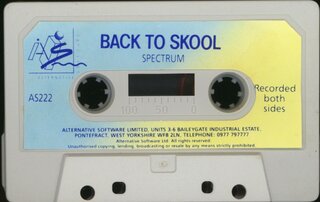 BACK TO SKOOL
SPECTRUM
ALTERNATIVE
AS222
Recorded
both
sides
100 50 0
ALTERNATIVE SOFTWARE LIMITED. UNITS 3-6 BAILEYGATE INDUSTRIAL ESTATE.
PONTEFRACT. WEST YORKSHIRE WF8 2LN. TELEPHONE: 0977 797777
Alternative Software Ltd. All rights reserved.
Unauthorised copying, lending, broadcasting or resale by any means strictly prohibited.